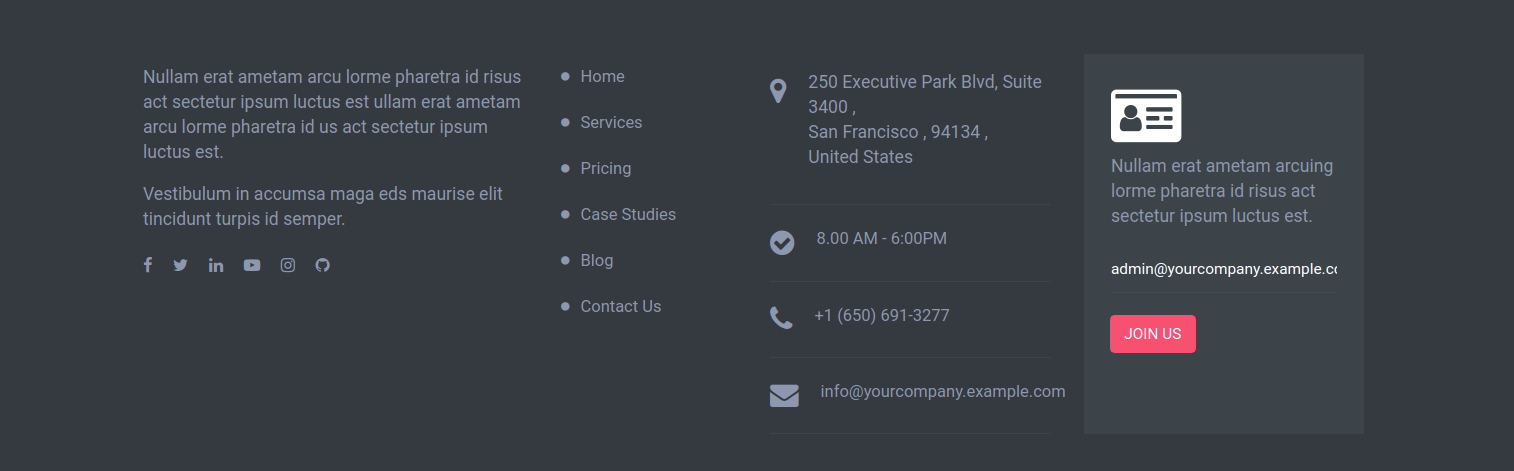 Nullam erat ametam arcu lorme pharetra id risus
act sectetur ipsum luctus est ullam erat ametam
arcu lorme pharetra id us act sectetur ipsum
luctus est.
Vestibulum in accumsa maga eds maurise elit
tincidunt turpis id semper.
Home
Services
Pricing
Case Studies
Blog
Contact Us
250 Executive Park Blvd, Suite
3400 ,
San Francisco , 94134 ,
United States
8.00 AM - 6:00PM
+1 (650) 691-3277
info@yourcompany.example.com
Nullam erat ametam arcuing
lorme pharetra id risus act
sectetur ipsum luctus est.
admin@yourcompany.example.co
JOIN US